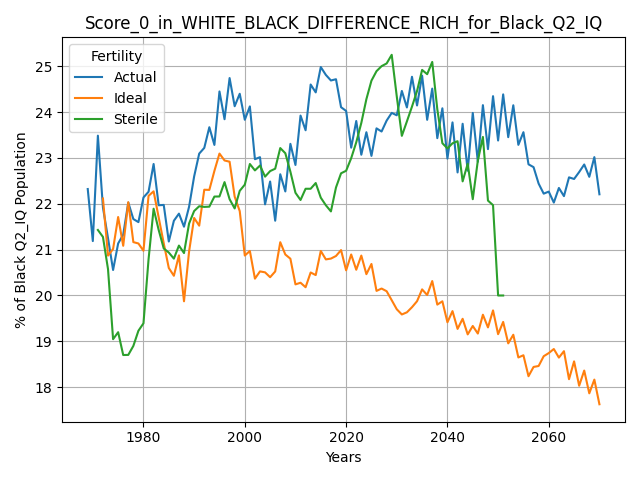 Score_0_in_WHITE_BLACK_DIFFERENCE_RICH_for_Black_Q2_IQ
Fertility
Actual
Ideal
Sterile
% of Black Q2_IQ Population
25
24
23
22
21
20
19
18
1980
2000
2020
2040
2060
Years